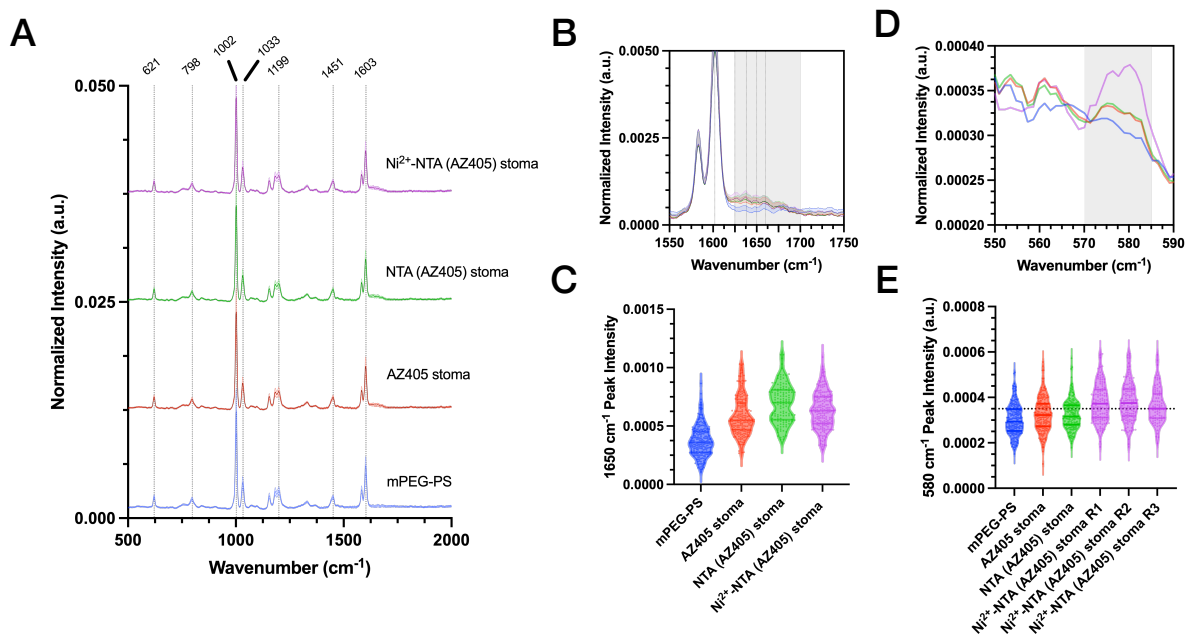 A
621
798
1002
1033
1199
1451
1603
0.050
0.025
0.000
Normalized Intensity (a.u.)
Ni²⁺-NTA (AZ405) stoma
NTA (AZ405) stoma
AZ405 stoma
mPEG-PS
500
1000
1500
2000
Wavenumber (cm⁻¹)
B
0.0050
0.0025
0.0000
Normalized Intensity (a.u.)
1550
1600
1650
1700
1750
Wavenumber (cm⁻¹)
D
0.00040
0.00035
0.00030
0.00025
0.00020
Normalized Intensity (a.u.)
550
560
570
580
590
Wavenumber (cm⁻¹)
C
0.0015
0.0010
0.0005
0.0000
1650 cm⁻¹ Peak Intensity
mPEG-PS
AZ405 stoma
NTA (AZ405) stoma
Ni²⁺-NTA (AZ405) stoma
E
0.0008
0.0006
0.0004
0.0002
0.0000
580 cm⁻¹ Peak Intensity (a.u.)
mPEG-PS
AZ405 stoma
NTA (AZ405) stoma
Ni²⁺-NTA (AZ405) stoma R1
Ni²⁺-NTA (AZ405) stoma R2
Ni²⁺-NTA (AZ405) stoma R3